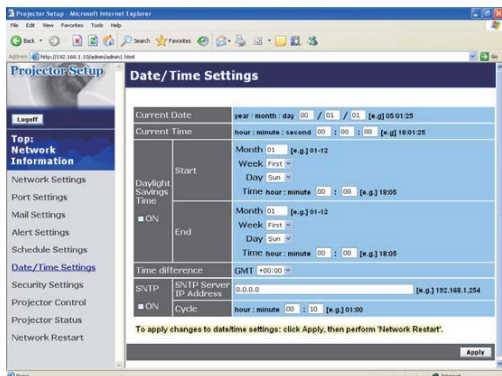 Projector Setup - Microsoft Internet Explorer
File Edit View Favorites Tools Help
Back Search Favorites
Address http://192.168.1.10/admin/admin1.html Go
Projector Setup
Logoff
Top:
Network
Information
Network Settings
Port Settings
Mail Settings
Alert Settings
Schedule Settings
Date/Time Settings
Security Settings
Projector Control
Projector Status
Network Restart
Date/Time Settings
Current Date year / month / day 00 / 01 / 01 [e.g] 05:01:25
Current Time hour : minute : second 00 : 00 : 00 [e.g] 18:01:25
Daylight Savings Time
ON
Start
Month 01 [e.g.] 01-12
Week First
Day Sun
Time hour : minute 00 : 00 [e.g.] 18:05
End
Month 01 [e.g.] 01-12
Week First
Day Sun
Time hour : minute 00 : 00 [e.g.] 18:05
Time difference GMT +00:00
SNTP
ON
SNTP Server IP Address 0.0.0.0 [e.g.] 192.168.1.254
Cycle hour : minute 00 : 10 [e.g.] 01:00
To apply changes to date/time settings: click Apply, then perform 'Network Restart'.
Apply
Internet